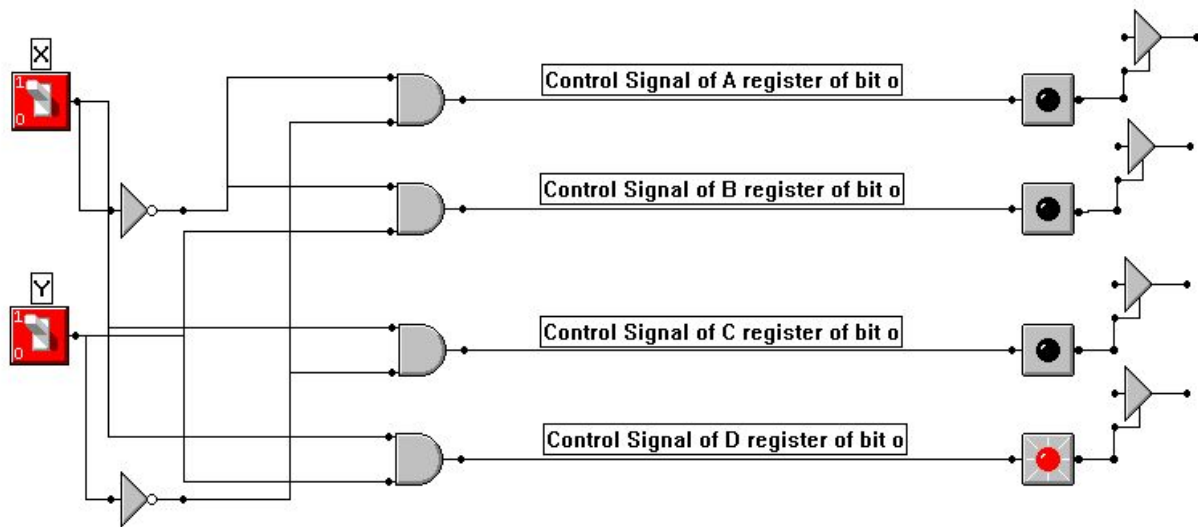 X
1
0
Control Signal of A register of bit o
Control Signal of B register of bit o
Y
1
0
Control Signal of C register of bit o
Control Signal of D register of bit o